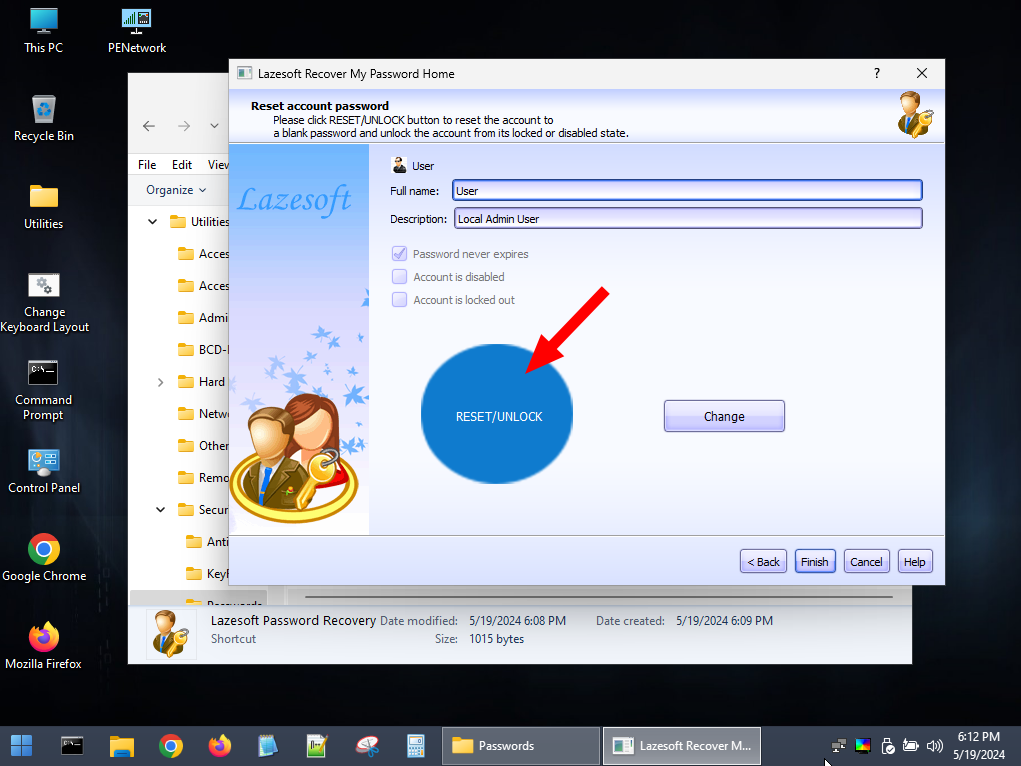 This PC
PENetwork
Recycle Bin
Utilities
Change
Keyboard Layout
Command
Prompt
Control Panel
Google Chrome
Mozilla Firefox
File Edit View
Organize
Utilities
Acces
Acces
Admi
BCD-
Hard
Netw
Other
Remo
Secur
Anti
KeyF
Passwords
Lazesoft Recover My Password Home
?
Reset account password
Please click RESET/UNLOCK button to reset the account to
a blank password and unlock the account from its locked or disabled state.
Lazesoft
User
Full name: User
Description: Local Admin User
Password never expires
Account is disabled
Account is locked out
RESET/UNLOCK
Change
< Back Finish Cancel Help
Lazesoft Password Recovery Date modified: 5/19/2024 6:08 PM Date created: 5/19/2024 6:09 PM
Shortcut Size: 1015 bytes
Passwords
Lazesoft Recover M...
6:12 PM
5/19/2024